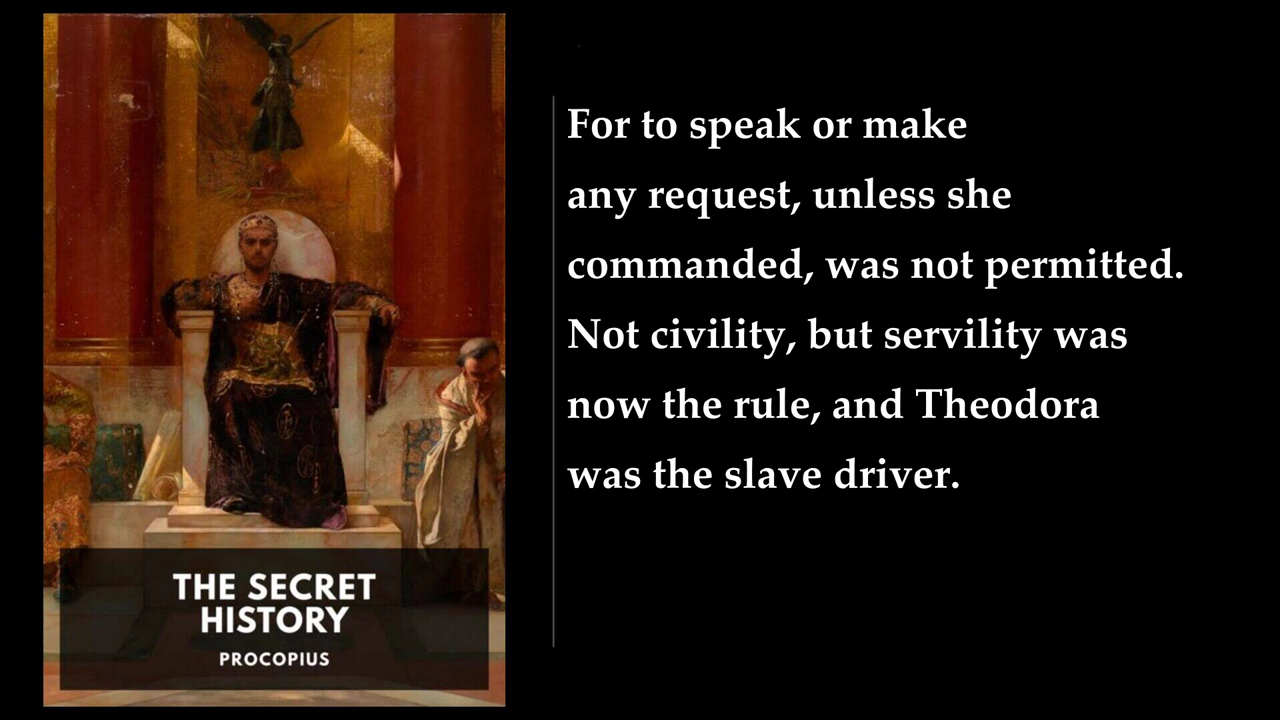 THE SECRET
HISTORY
PROCOPIUS
For to speak or make
any request, unless she
commanded, was not permitted.
Not civility, but servility was
now the rule, and Theodora
was the slave driver.